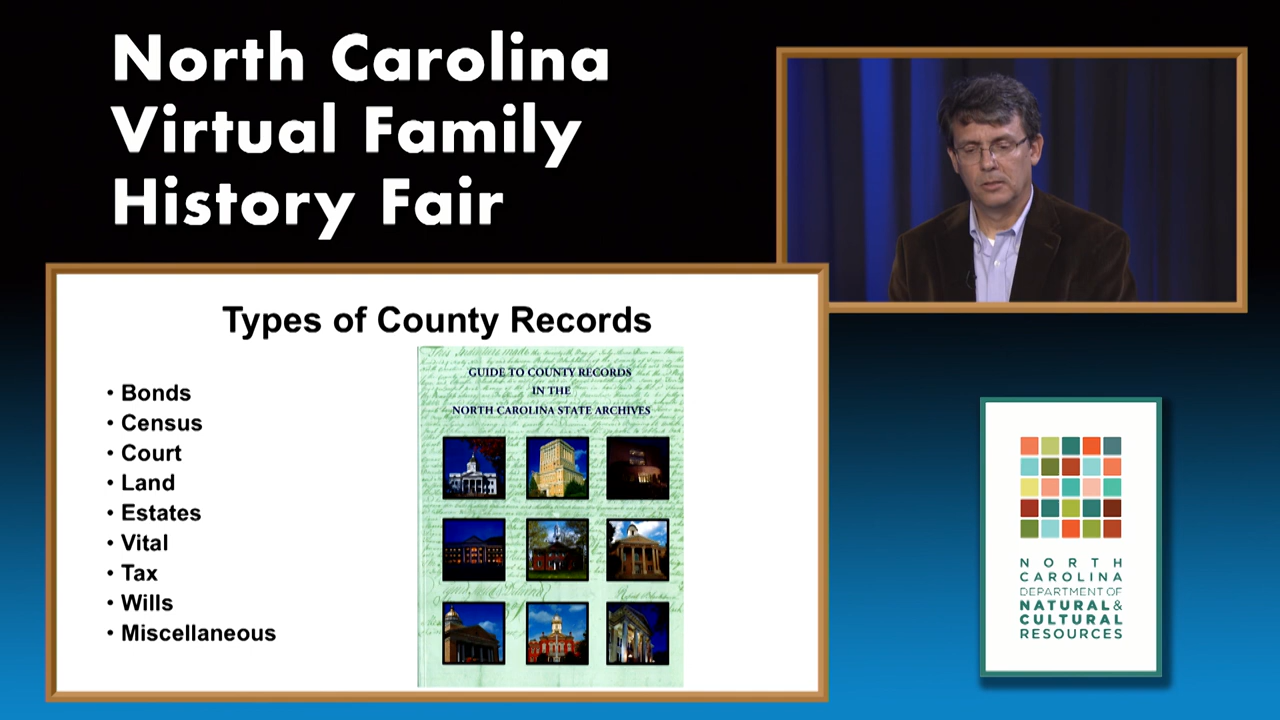 North Carolina
Virtual Family
History Fair
Types of County Records
• Bonds
• Census
• Court
• Land
• Estates
• Vital
• Tax
• Wills
• Miscellaneous
GUIDE TO COUNTY RECORDS
IN THE
NORTH CAROLINA STATE ARCHIVES
NORTH
CAROLINA
DEPARTMENT OF
NATURAL &
CULTURAL
RESOURCES